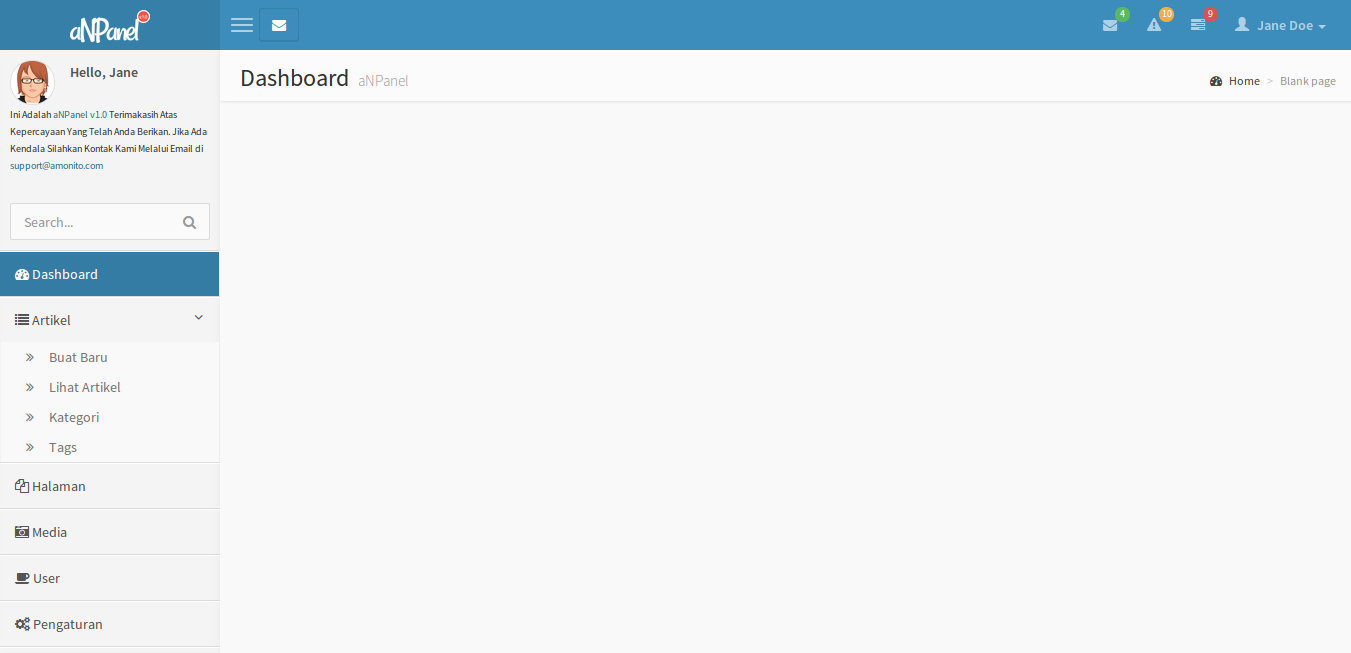 aNPanel
v1.0
4
10
9
Jane Doe
Hello, Jane
Ini Adalah aNPanel v1.0 Terimakasih Atas
Kepercayaan Yang Telah Anda Berikan. Jika Ada
Kendala Silahkan Kontak Kami Melalui Email di
support@amonito.com
Search...
Dashboard
Artikel
Buat Baru
Lihat Artikel
Kategori
Tags
Halaman
Media
User
Pengaturan
Dashboard aNPanel
Home > Blank page